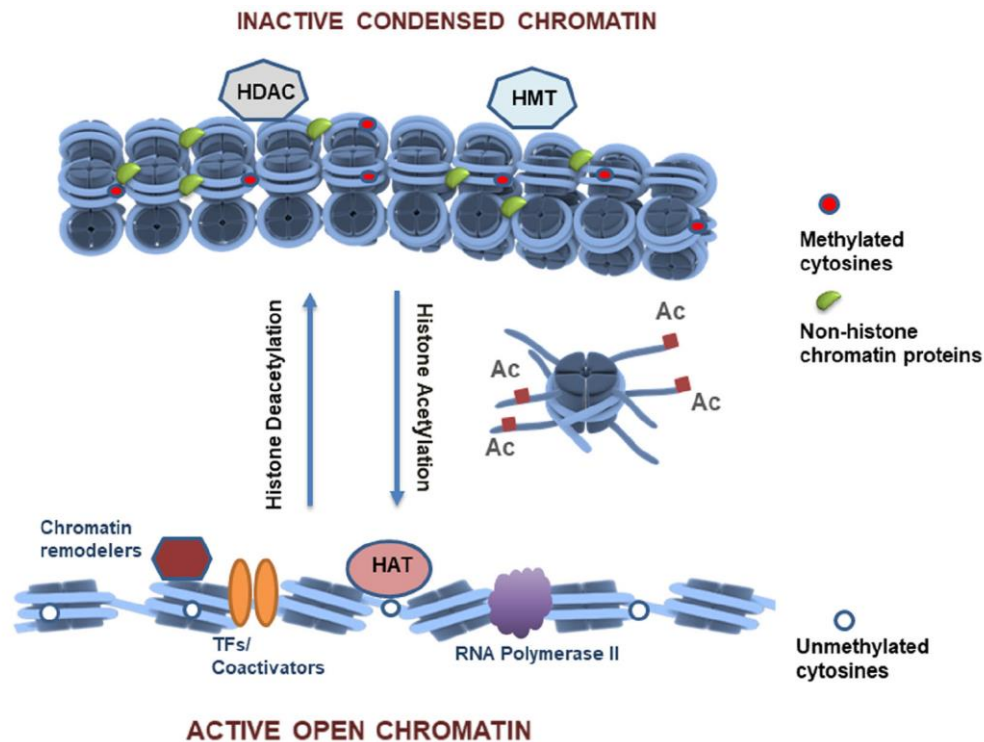 INACTIVE CONDENSED CHROMATIN
HDAC
HMT
Methylated
cytosines
Non-histone
chromatin proteins
Histone Deacetylation
Histone Acetylation
Ac
Ac
Ac
Ac
Chromatin
remodelers
HAT
TFs/
Coactivators
RNA Polymerase II
Unmethylated
cytosines
ACTIVE OPEN CHROMATIN